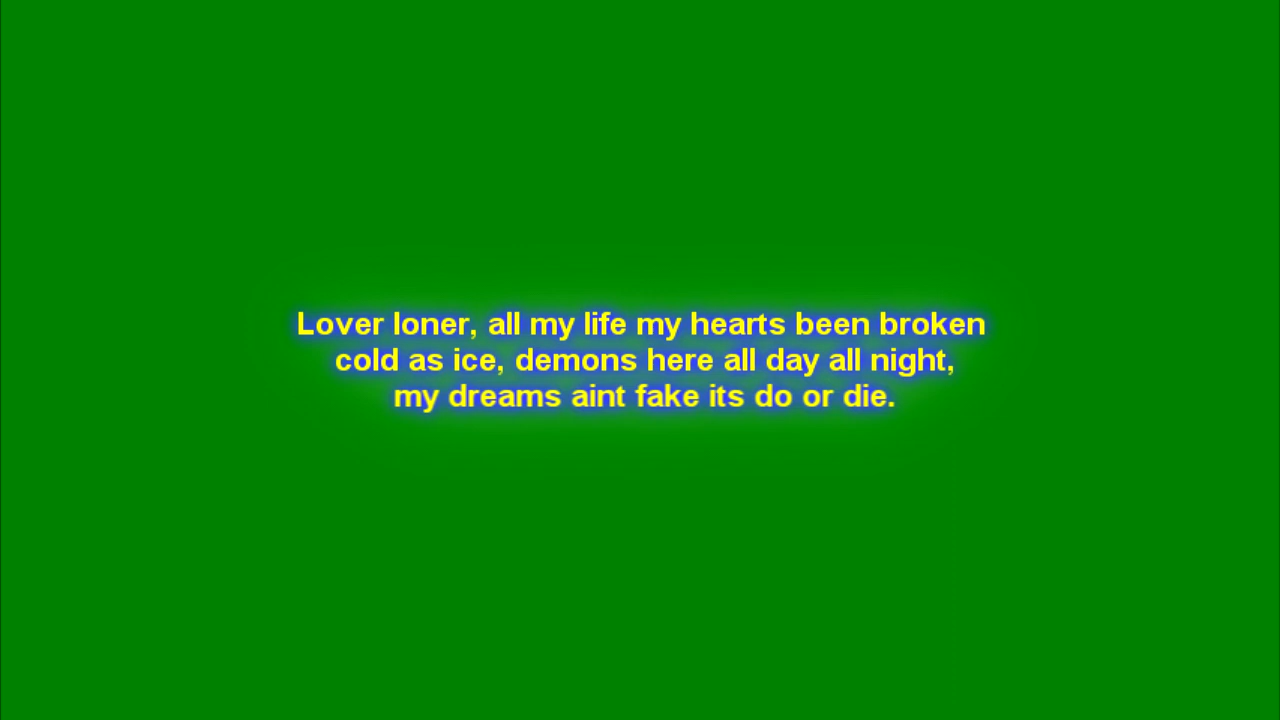 Lover loner, all my life my hearts been broken
cold as ice, demons here all day all night,
my dreams aint fake its do or die.